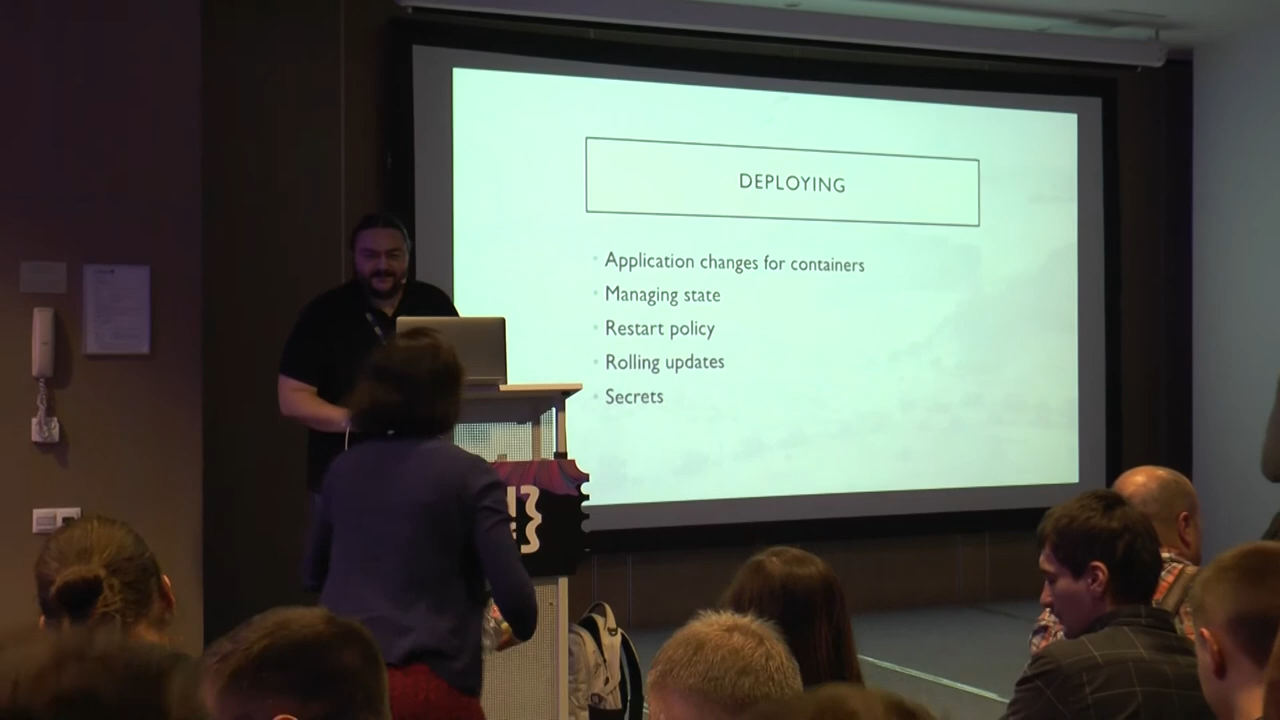 DEPLOYING
Application changes for containers
Managing state
Restart policy
Rolling updates
Secrets